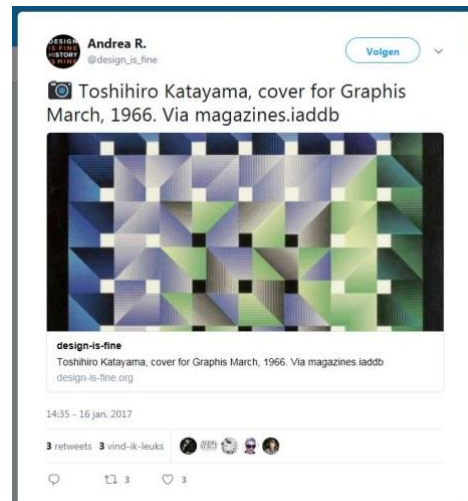 DESIGN
IS FINE
HISTORY
IS MINE
Andrea R.
@design_is_fine
Volgen
Toshihiro Katayama, cover for Graphis
March, 1966. Via magazines.iaddb
design-is-fine
Toshihiro Katayama, cover for Graphis March, 1966. Via magazines.iaddb
design-is-fine.org
14:35 - 16 jan. 2017
3 retweets 3 vind-ik-leuks
3 3